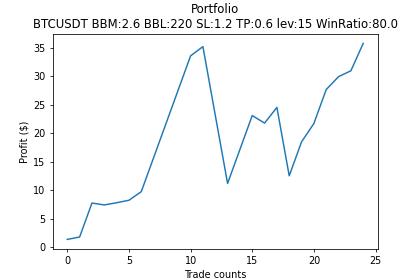 Portfolio
BTCUSDT BBM:2.6 BBL:220 SL:1.2 TP:0.6 lev:15 WinRatio:80.0
Profit ($)
35
30
25
20
15
10
5
0
0 5 10 15 20 25
Trade counts